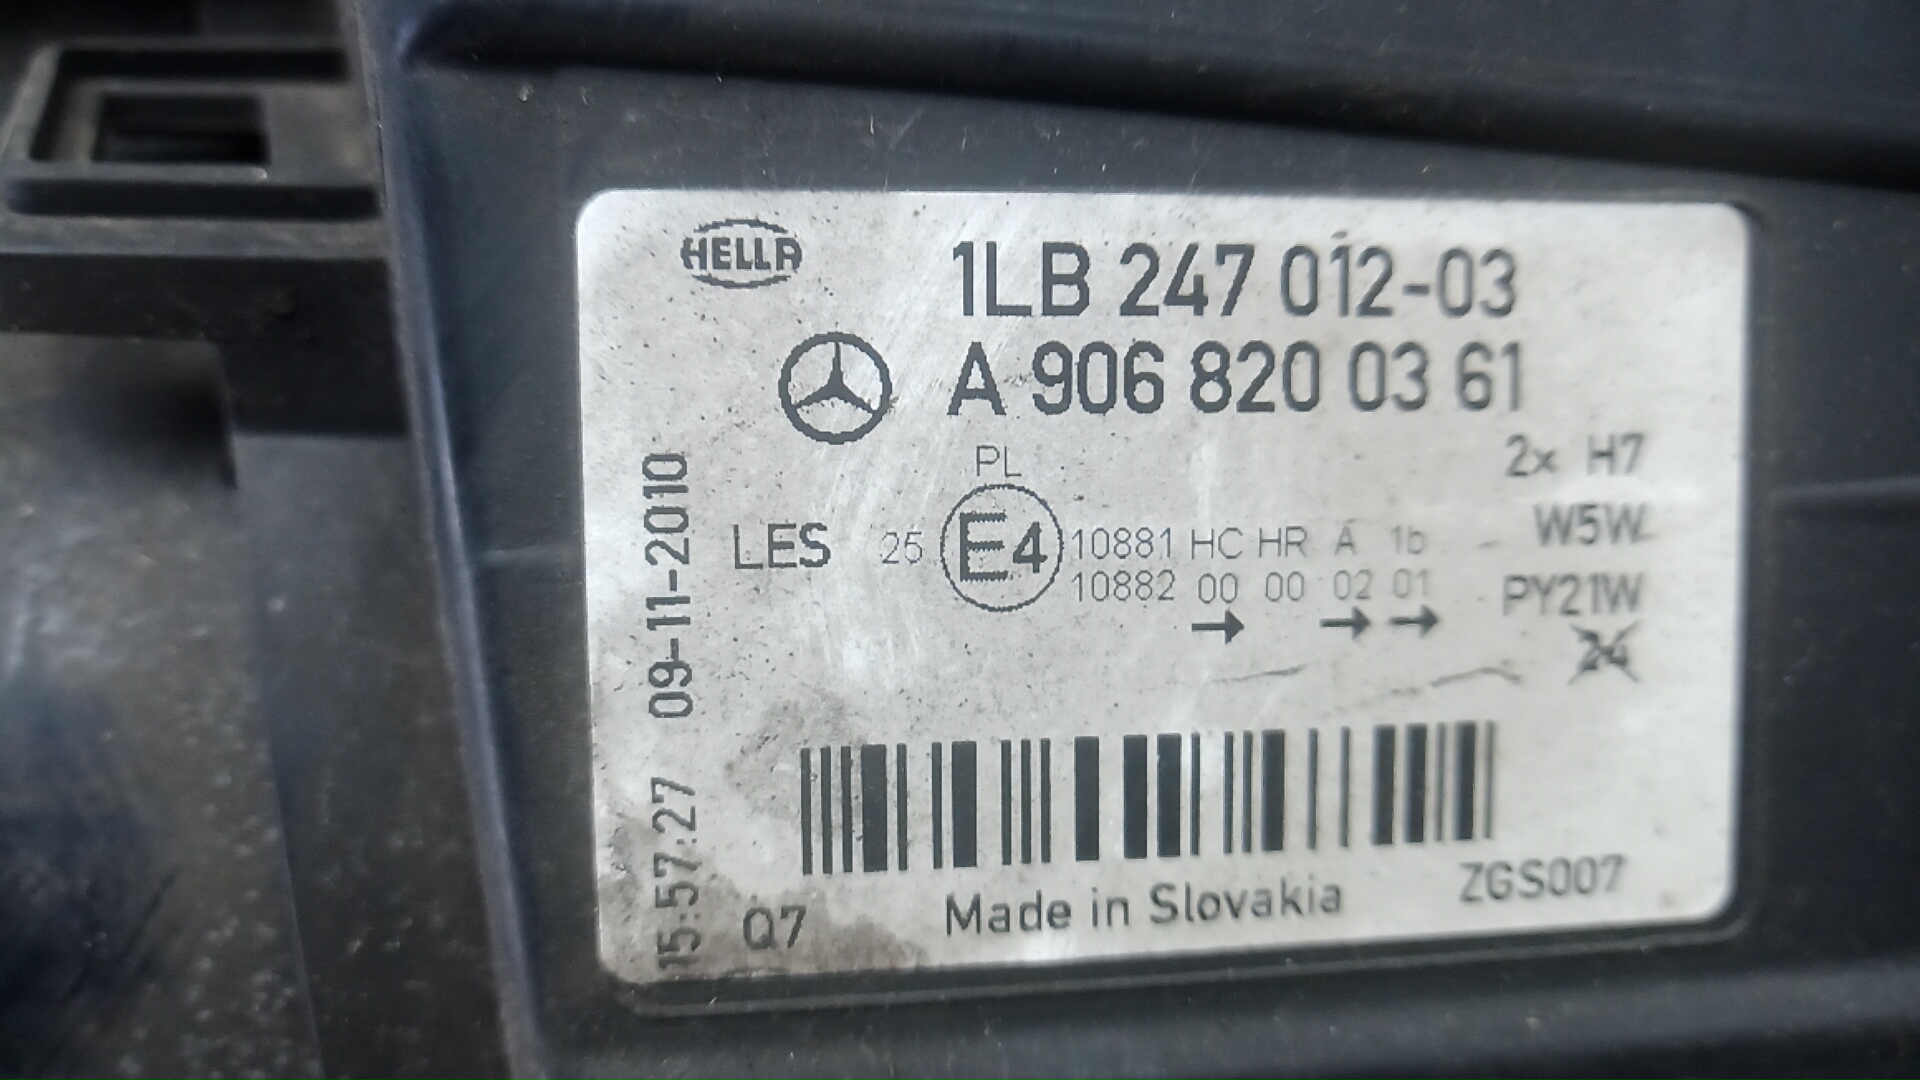 HELLA
1LB 247 012-03
A 906 820 03 61
PL
2x H7
LES 25 E4 10881 HC HR A 1b
W5W
10882 00 00 02 01
PY21W
→ → →
24
15:57:27 09-11-2010
Q7 Made in Slovakia ZGS007